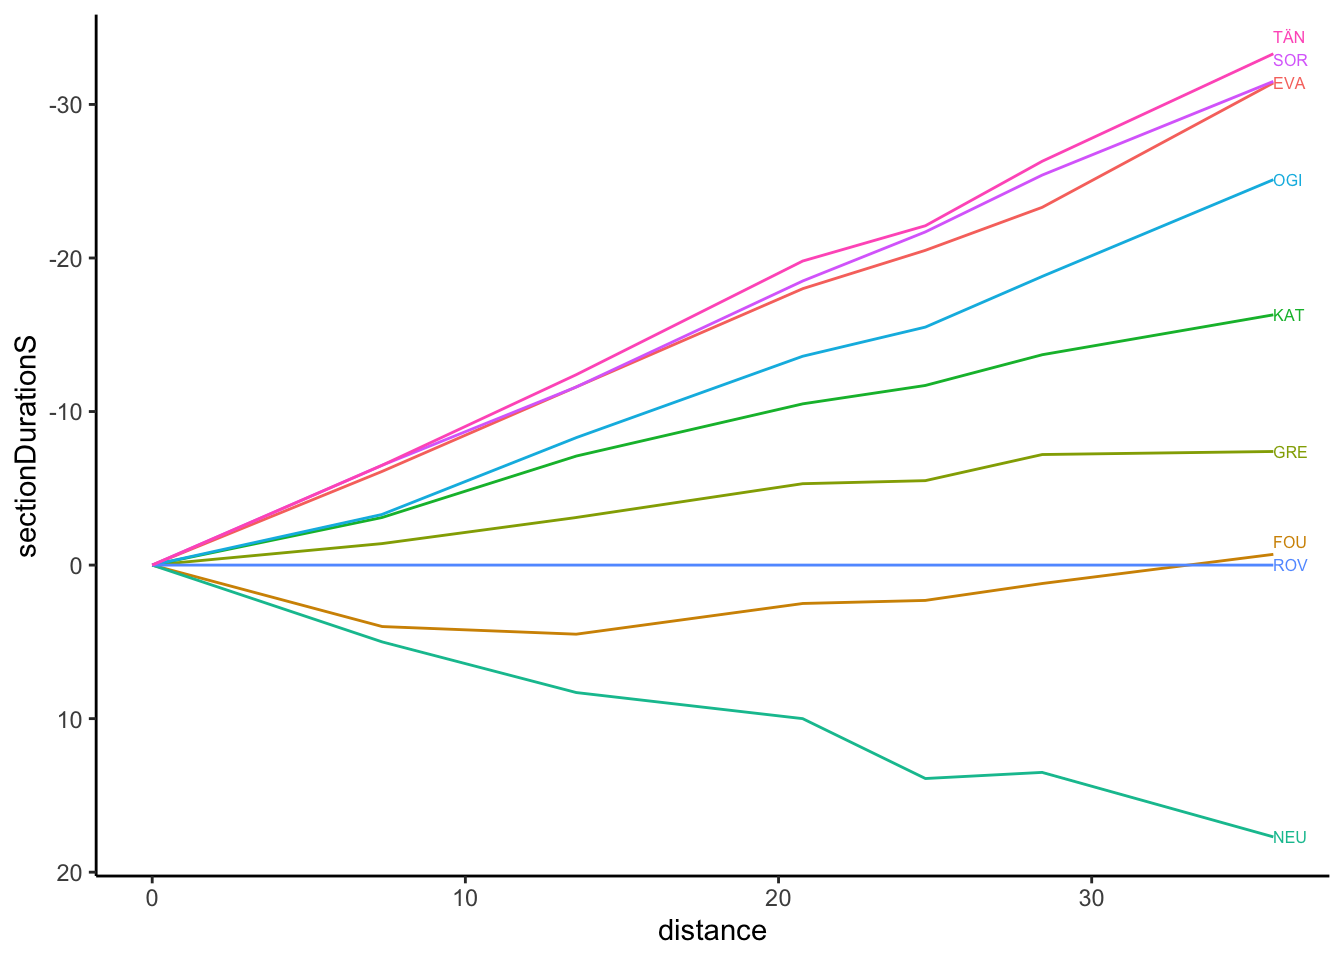 TÄN
SOR
EVA
OGI
KAT
GRE
FOU
ROV
NEU
-30
-20
-10
0
10
20
sectionDurationS
0 10 20 30
distance